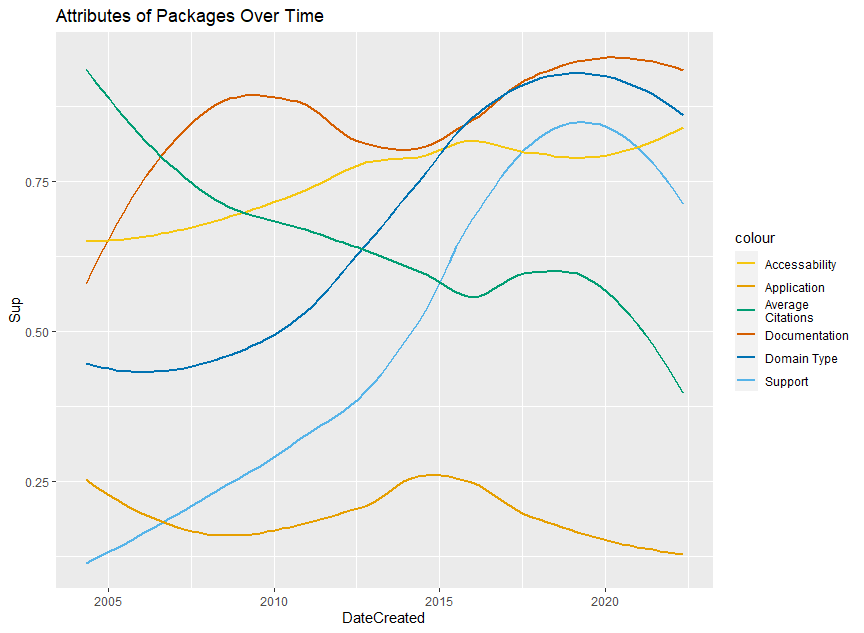 Attributes of Packages Over Time
Sup
0.75
0.50
0.25
2005
2010
2015
2020
DateCreated
colour
Accessability
Application
Average
Citations
Documentation
Domain Type
Support